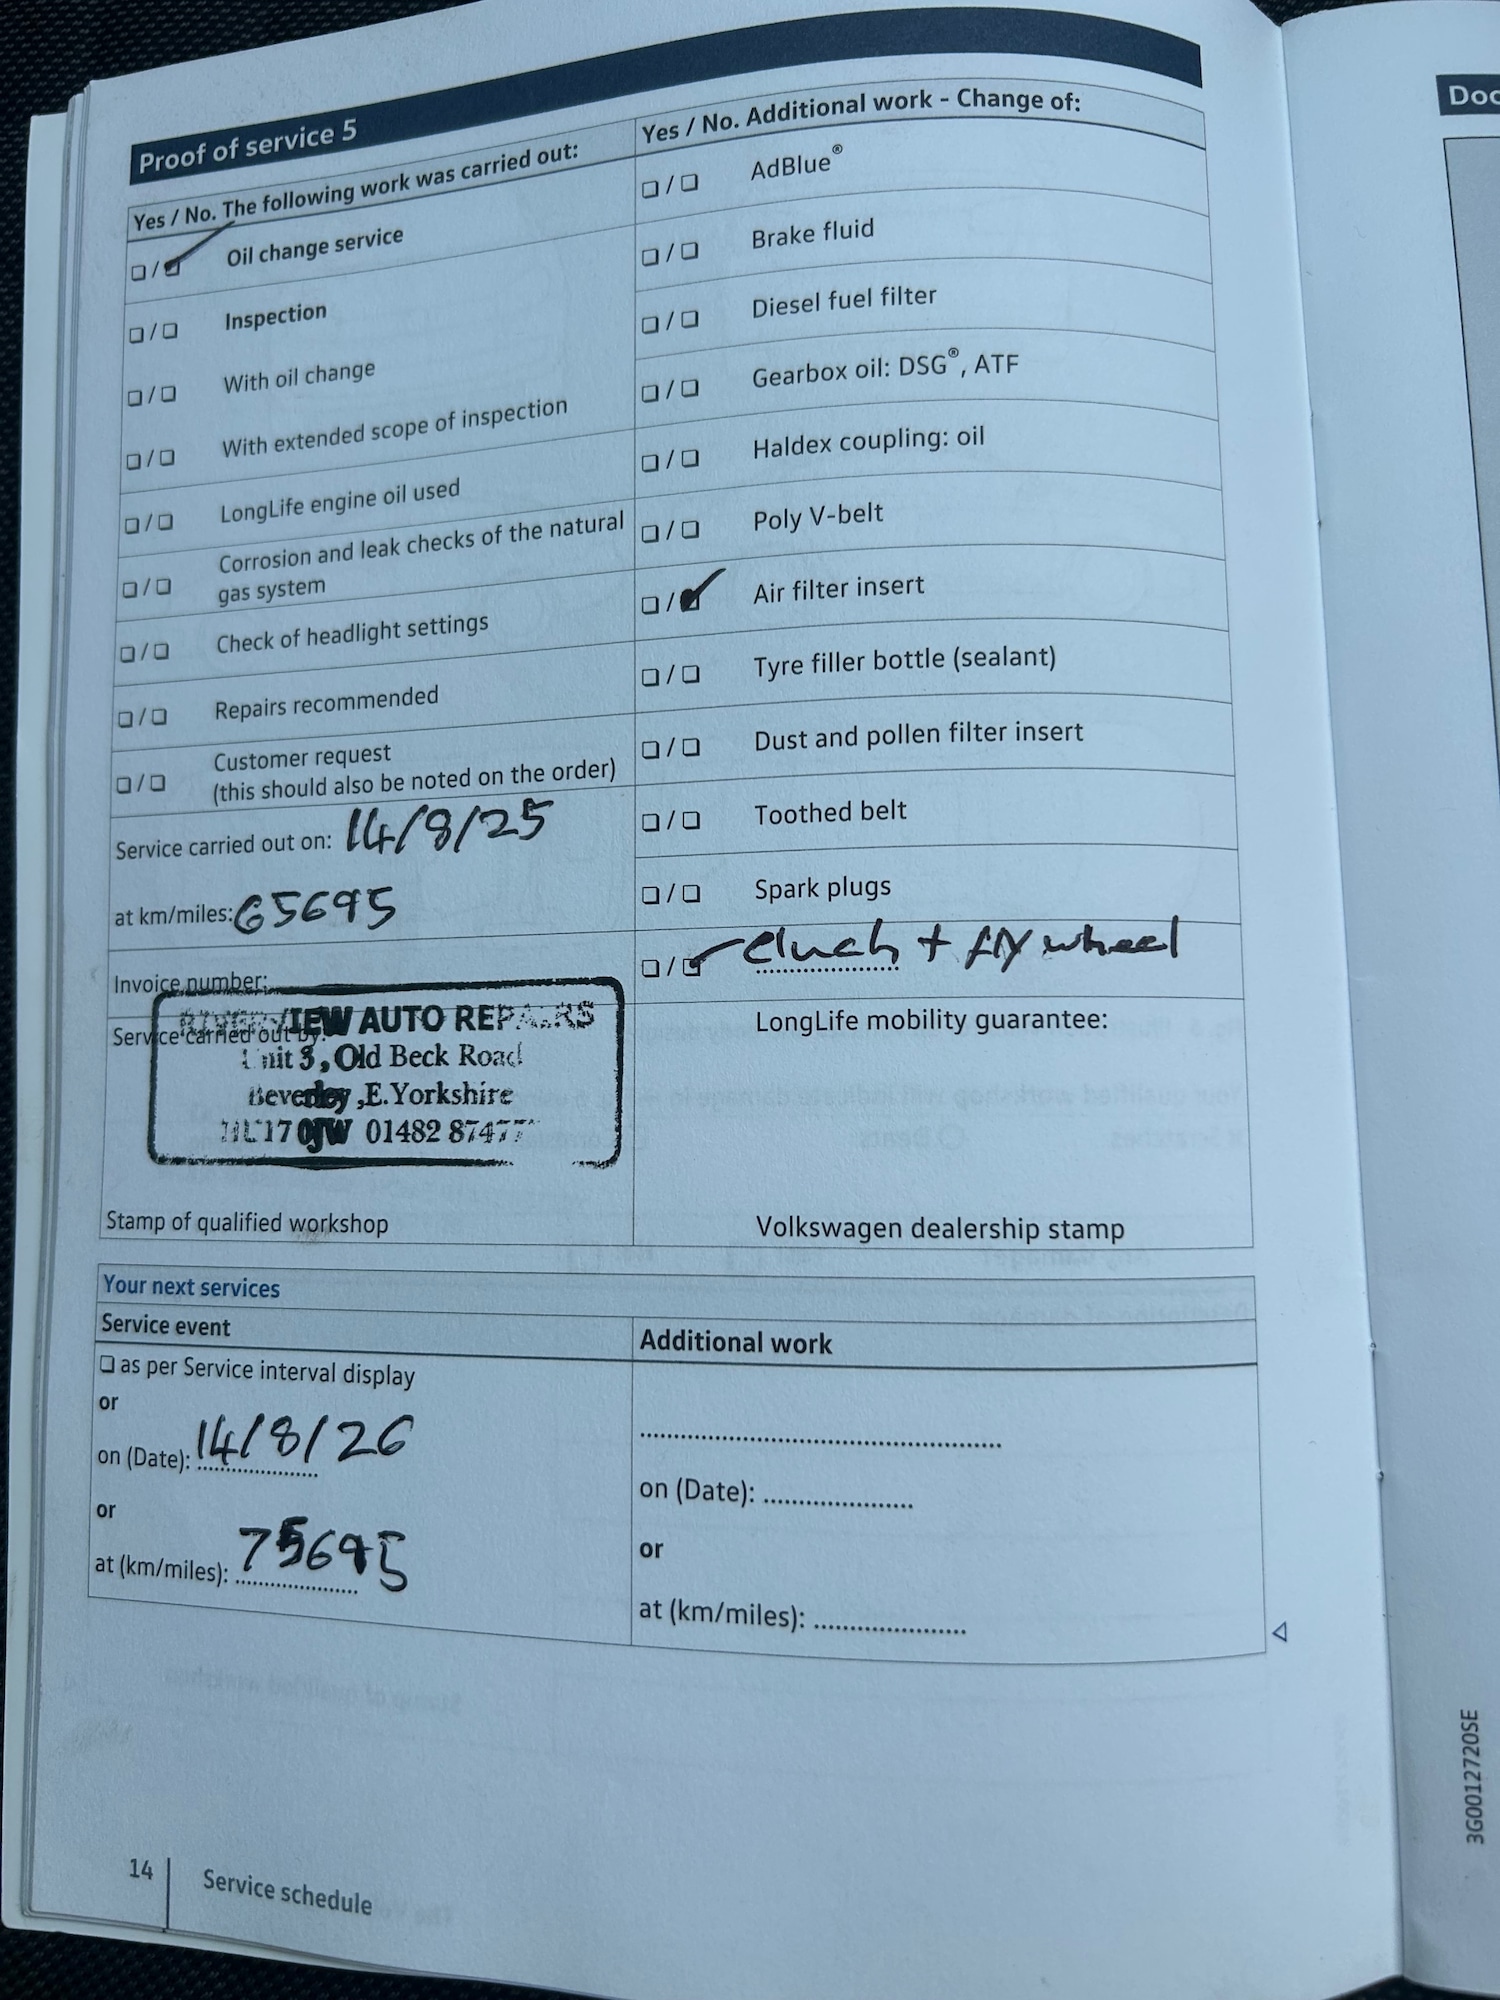 Proof of service 5
Yes / No. The following work was carried out:
Oil change service
Inspection
With oil change
With extended scope of inspection
LongLife engine oil used
Corrosion and leak checks of the natural
gas system
Check of headlight settings
Repairs recommended
Customer request
(this should also be noted on the order)
Service carried out on: 14/8/25
at km/miles: 65695
Invoice number:
Service carried out by:
AUTO REPAIRS
Unit 3, Old Beck Road
Beverley, E.Yorkshire
HU17 0JW 01482
Stamp of qualified workshop
Yes / No. Additional work - Change of:
AdBlue®
Brake fluid
Diesel fuel filter
Gearbox oil: DSG®, ATF
Haldex coupling: oil
Poly V-belt
Air filter insert
Tyre filler bottle (sealant)
Dust and pollen filter insert
Toothed belt
Spark plugs
cluch + fly wheel
LongLife mobility guarantee:
Volkswagen dealership stamp
Your next services
Service event
as per Service interval display
or
on (Date): 14/8/26
or
at (km/miles): 75695
Additional work
on (Date):
or
at (km/miles):
14
Service schedule
Doc
3G0012720SE